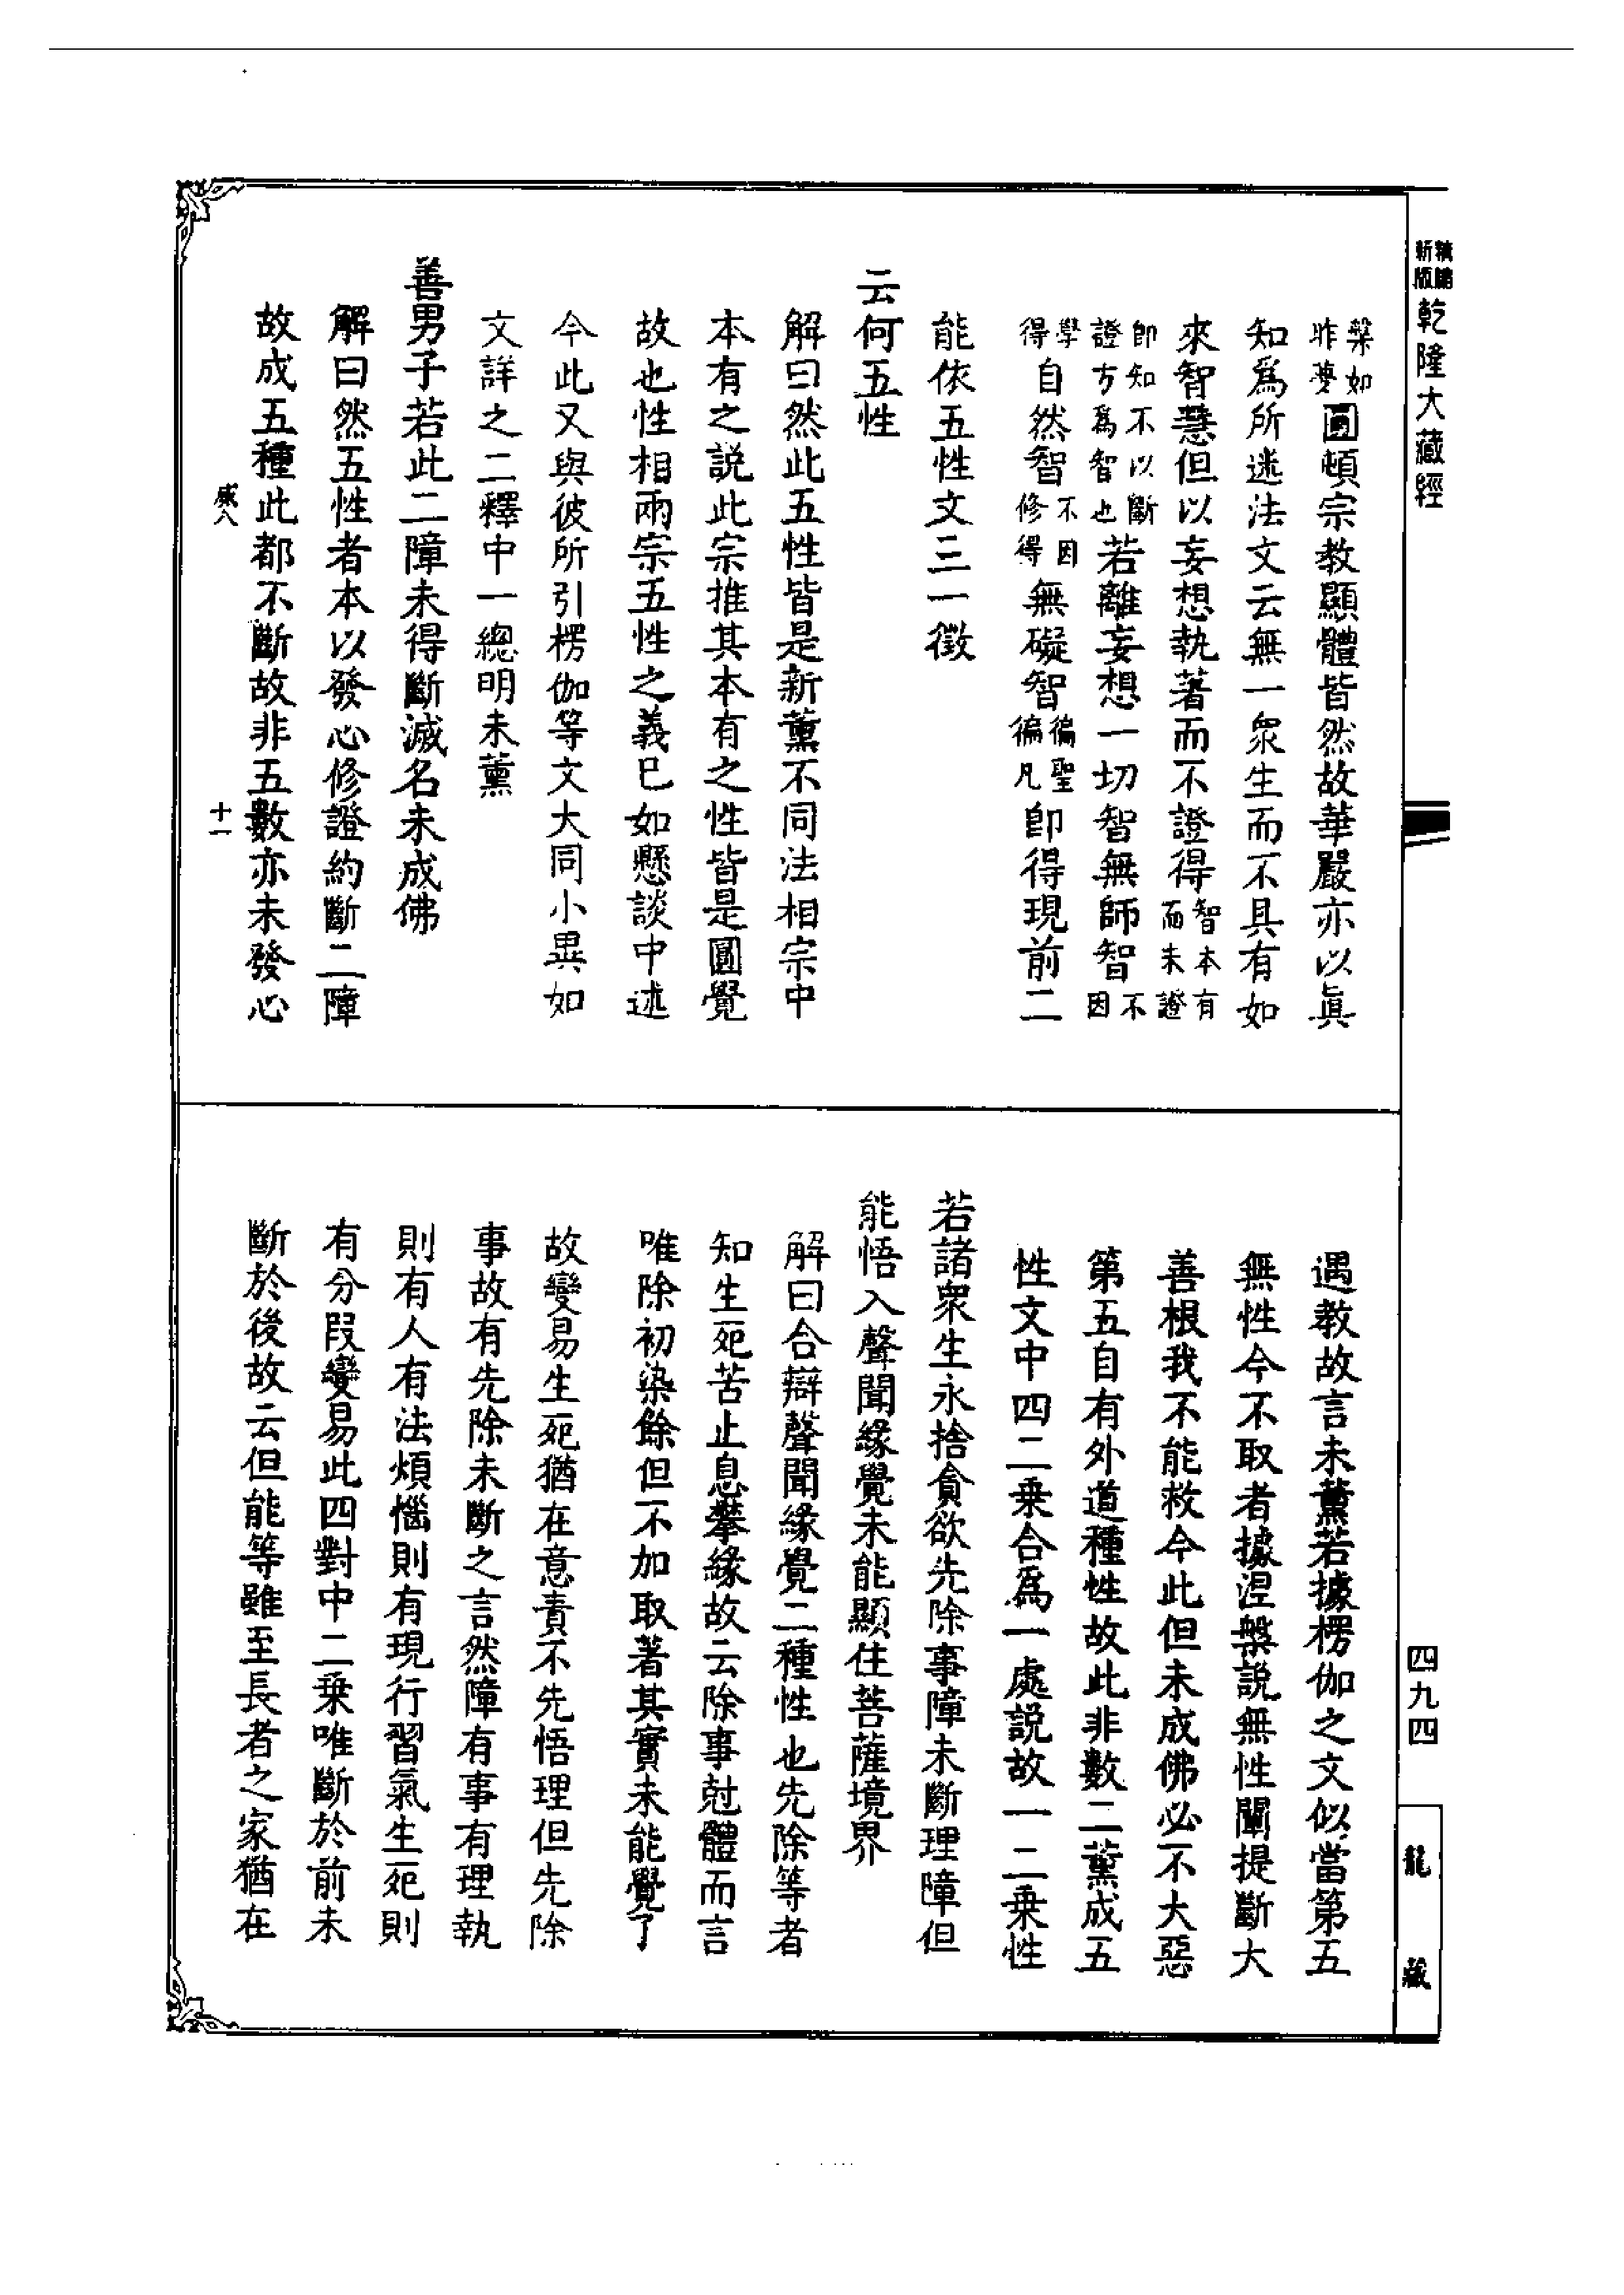 新版精縮乾隆大藏經
槃如昨夢圓頓宗教顯體皆然故華嚴亦以眞
知爲所迷法文云無一衆生而不具有如
來智慧但以妄想執著而不證得智本有而未證
即知不以斷證方爲智也若離妄想一切智無師智不因
學得自然智不因修得無礙智徧聖徧凡即得現前二
能依五性文三一徵
云何五性
解曰然此五性皆是新薰不同法相宗中
本有之說此宗推其本有之性皆是圓覺
故也性相兩宗五性之義已如懸談中述
今此又與彼所引楞伽等文大同小異如
文詳之二釋中一總明未薰
善男子若此二障未得斷滅名未成佛
解曰然五性者本以發心修證約斷二障
故成五種此都不斷故非五數亦未發心
十一
遇教故言未薰若據楞伽之文似當第五
無性今不取者據涅槃說無性闡提斷大
善根我不能救今此但未成佛必不大惡
第五自有外道種性故此非數二薰成五
性文中四二乗合爲一處說故一二乗性
若諸衆生永捨貪欲先除事障未斷理障但
能悟入聲聞緣覺未能顯住菩薩境界
解曰合辯聲聞緣覺二種性也先除等者
知生死苦止息攀緣故云除事尅體而言
唯除初染餘但不加取著其實未能覺了
故變易生死猶在意責不先悟理但先除
事故有先除未斷之言然障有事有理執
則有人有法煩惱則有現行習氣生死則
有分段變易此四對中二乗唯斷於前未
斷於後故云但能等雖至長者之家猶在
四九四
龍藏